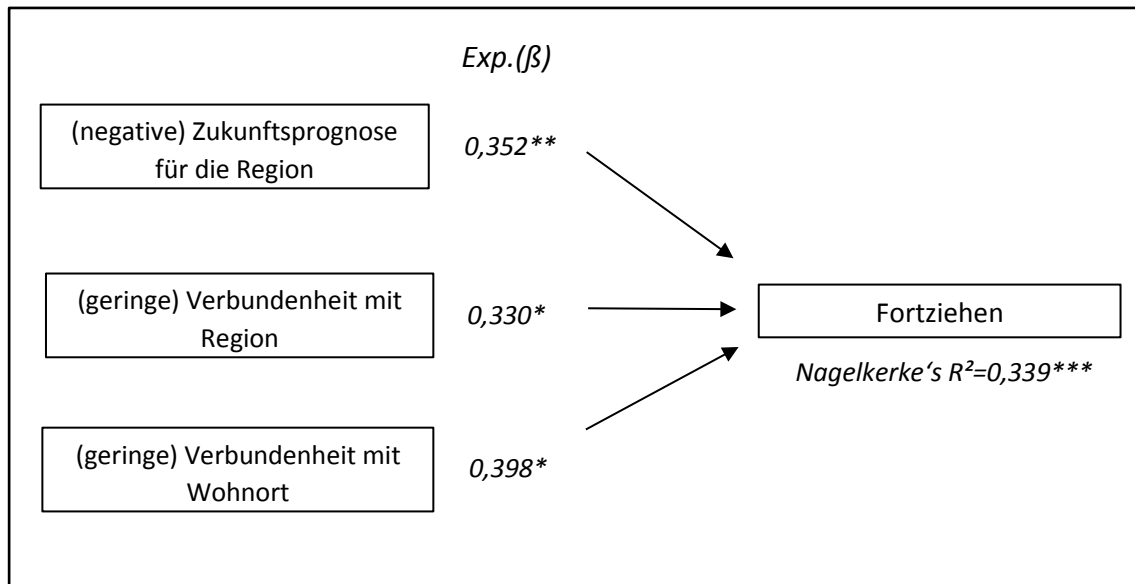 Exp.(ß)
(negative) Zukunftsprognose
für die Region
0,352**
(geringe) Verbundenheit mit
Region
0,330*
Fortziehen
Nagelkerke‘s R²=0,339***
(geringe) Verbundenheit mit
Wohnort
0,398*